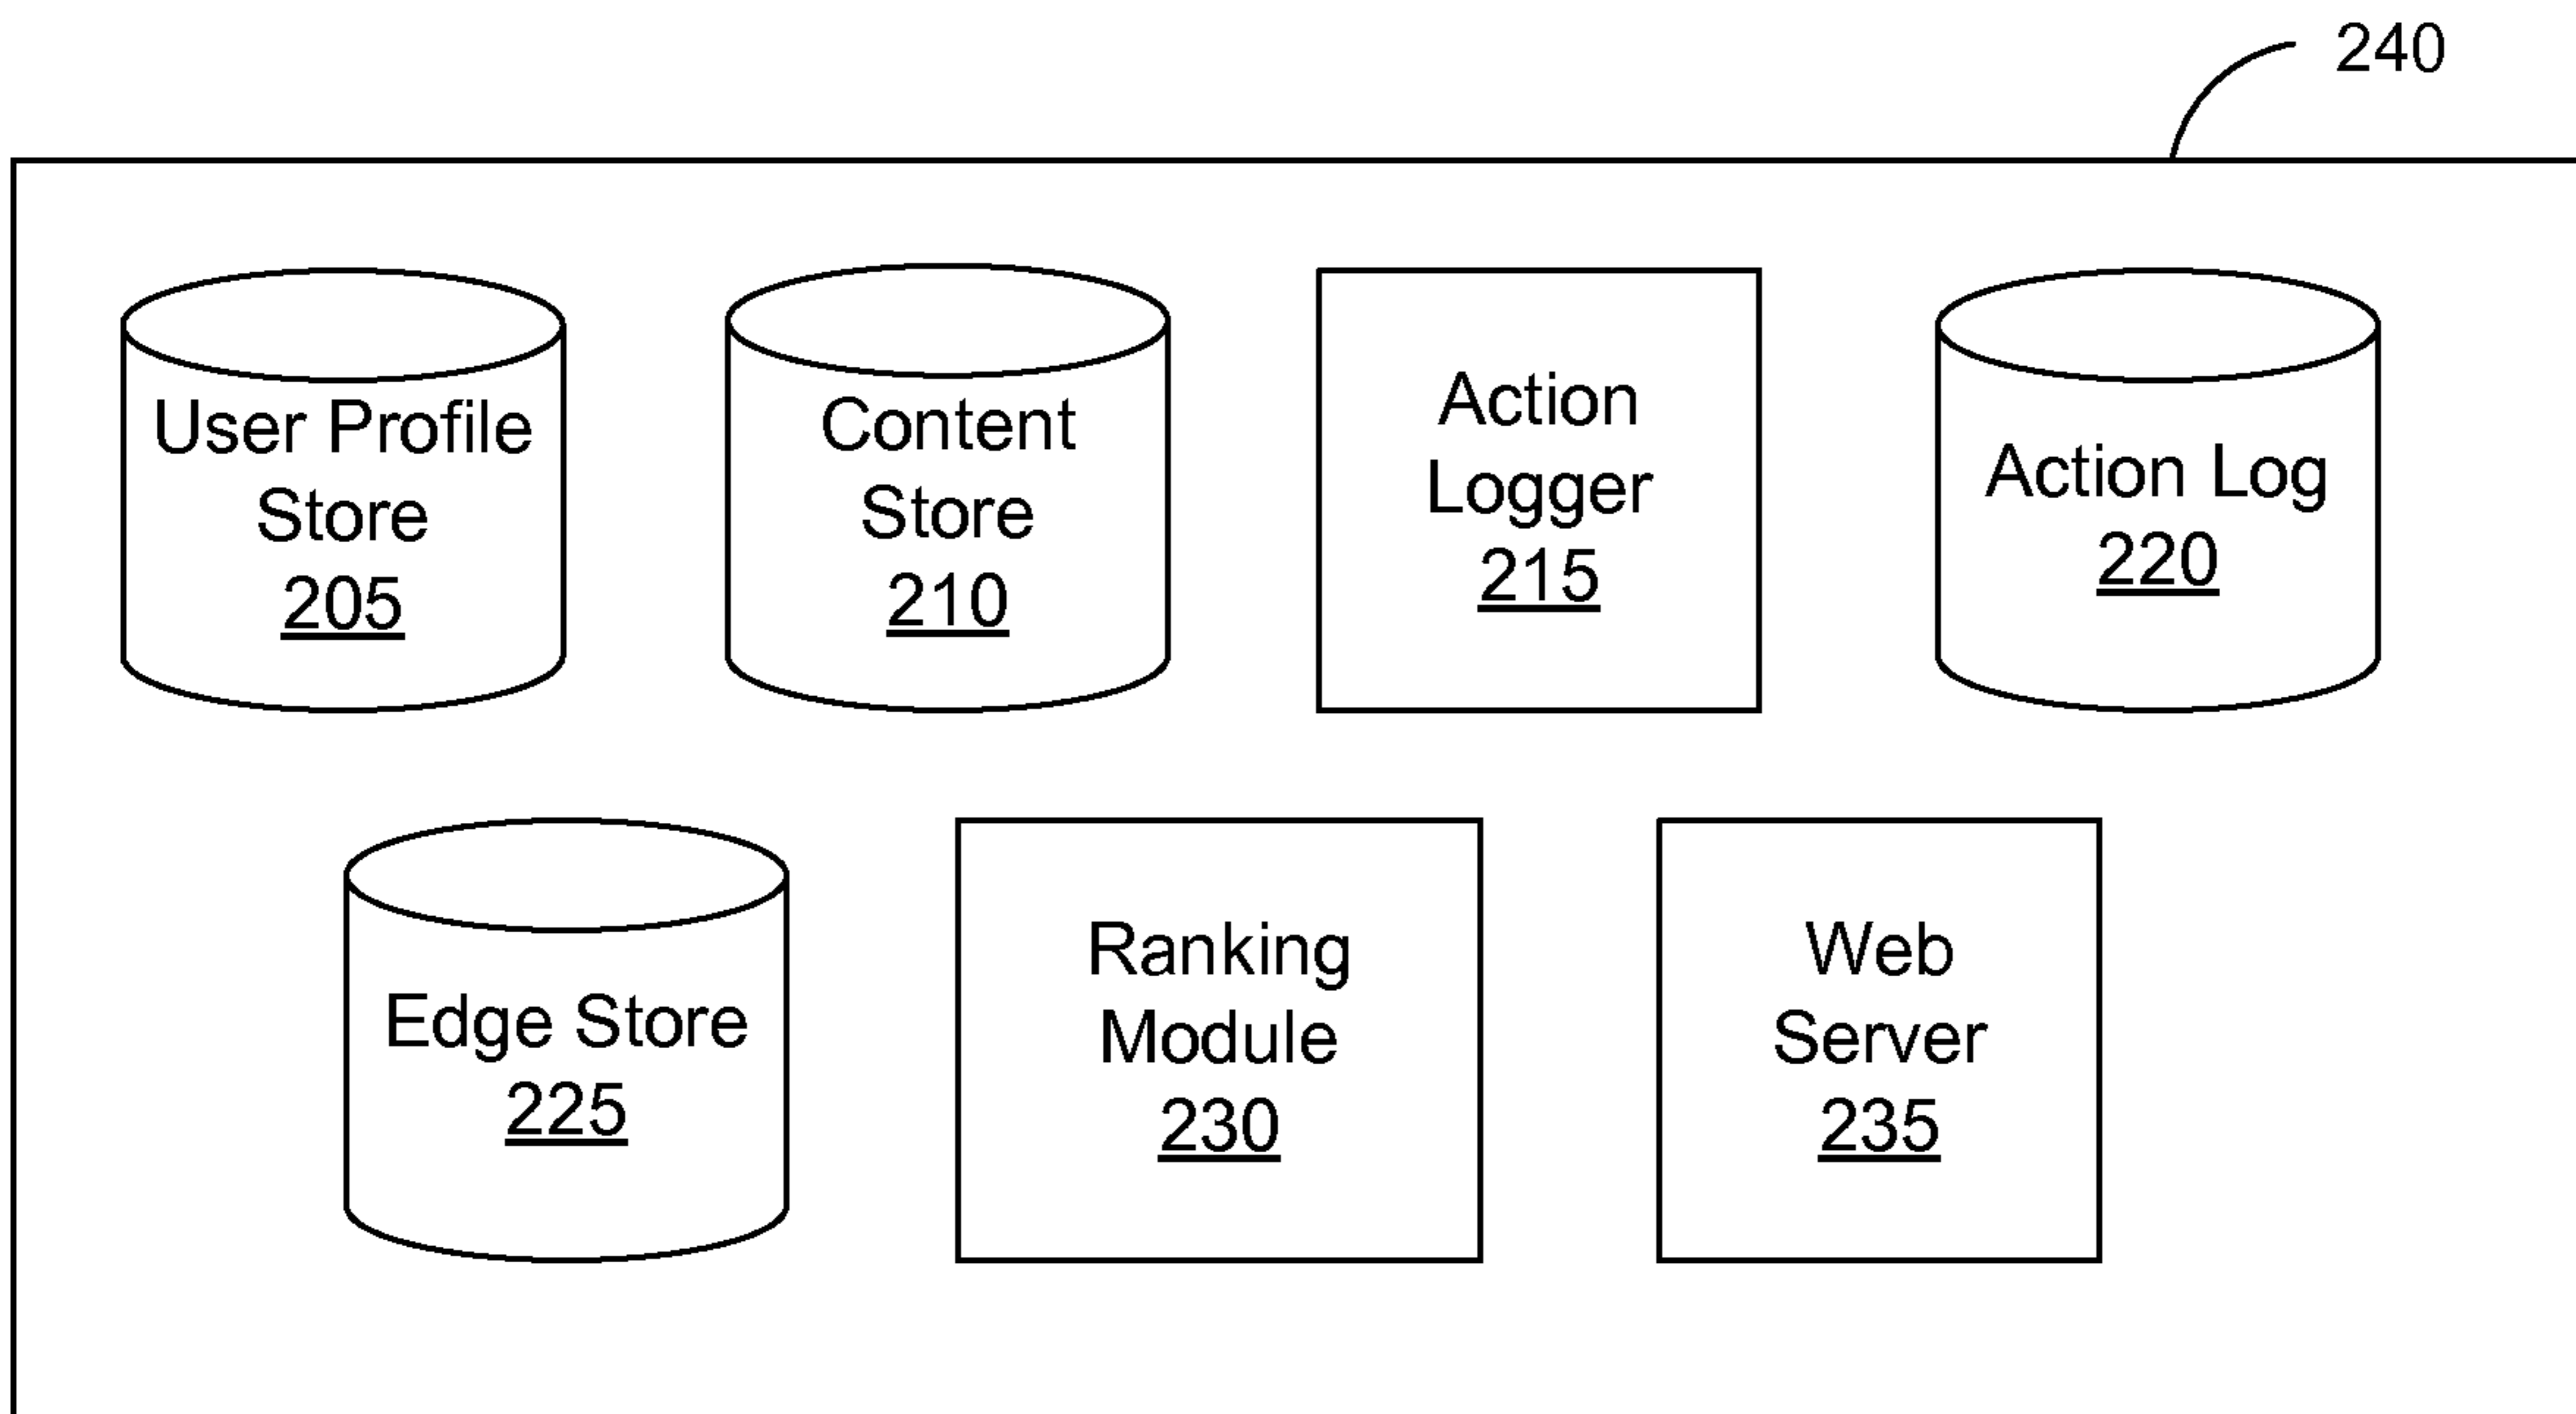 240
User Profile
Store
205
Content
Store
210
Action
Logger
215
Action Log
220
Edge Store
225
Ranking
Module
230
Web
Server
235